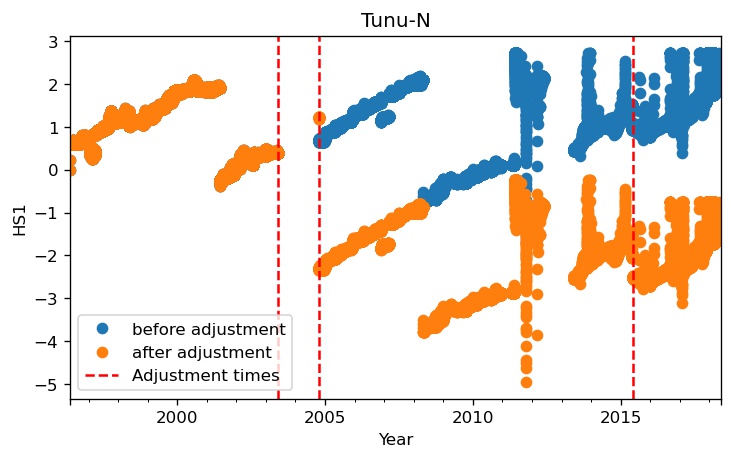 Tunu-N
3
2
1
0
−1
−2
−3
−4
−5
HS1
before adjustment
after adjustment
Adjustment times
2000 2005 2010 2015
Year